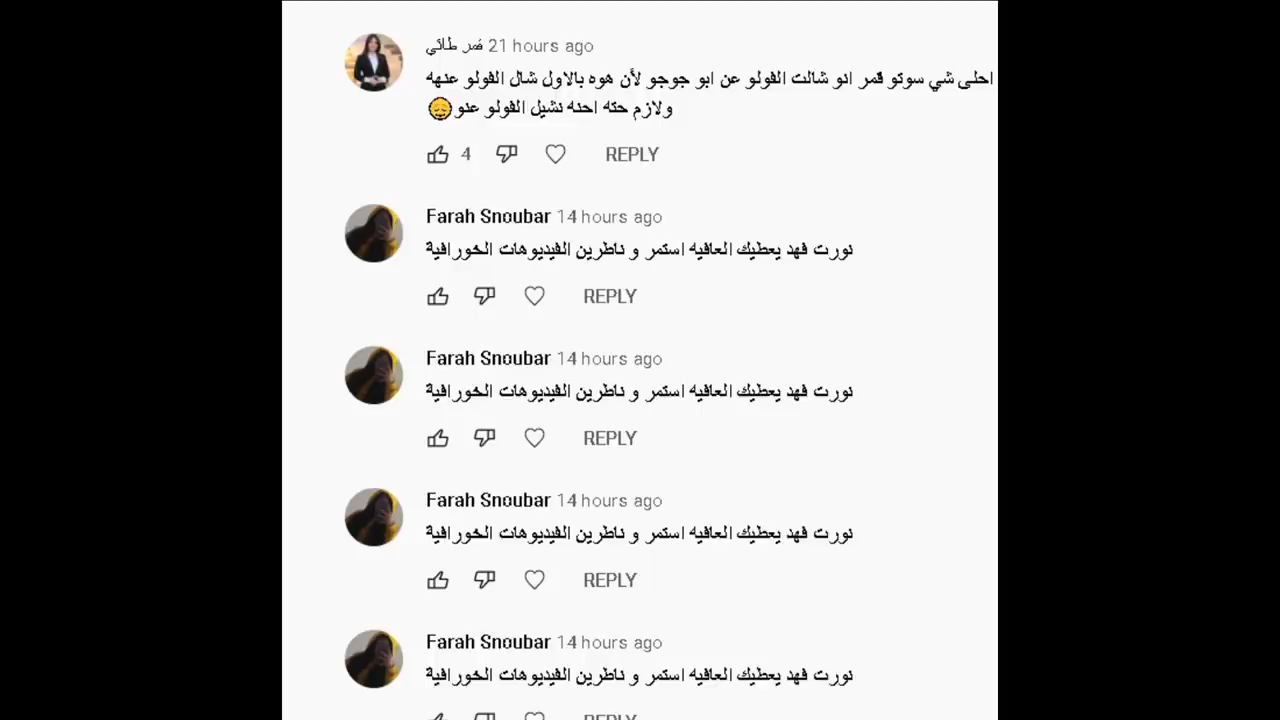 قمر طائي 21 hours ago
احلى شي سوتو قمر انو شالت الفولو عن ابو جوجو لأن هوه بالاول شال الفولو عنهه
ولازم حته احنه نشيل الفولو عنو
4 REPLY
Farah Snoubar 14 hours ago
نورت فهد يعطيك العافيه استمر و ناطرين الفيديوهات الخورافية
REPLY
Farah Snoubar 14 hours ago
نورت فهد يعطيك العافيه استمر و ناطرين الفيديوهات الخورافية
REPLY
Farah Snoubar 14 hours ago
نورت فهد يعطيك العافيه استمر و ناطرين الفيديوهات الخورافية
REPLY
Farah Snoubar 14 hours ago
نورت فهد يعطيك العافيه استمر و ناطرين الفيديوهات الخورافية
REPLY